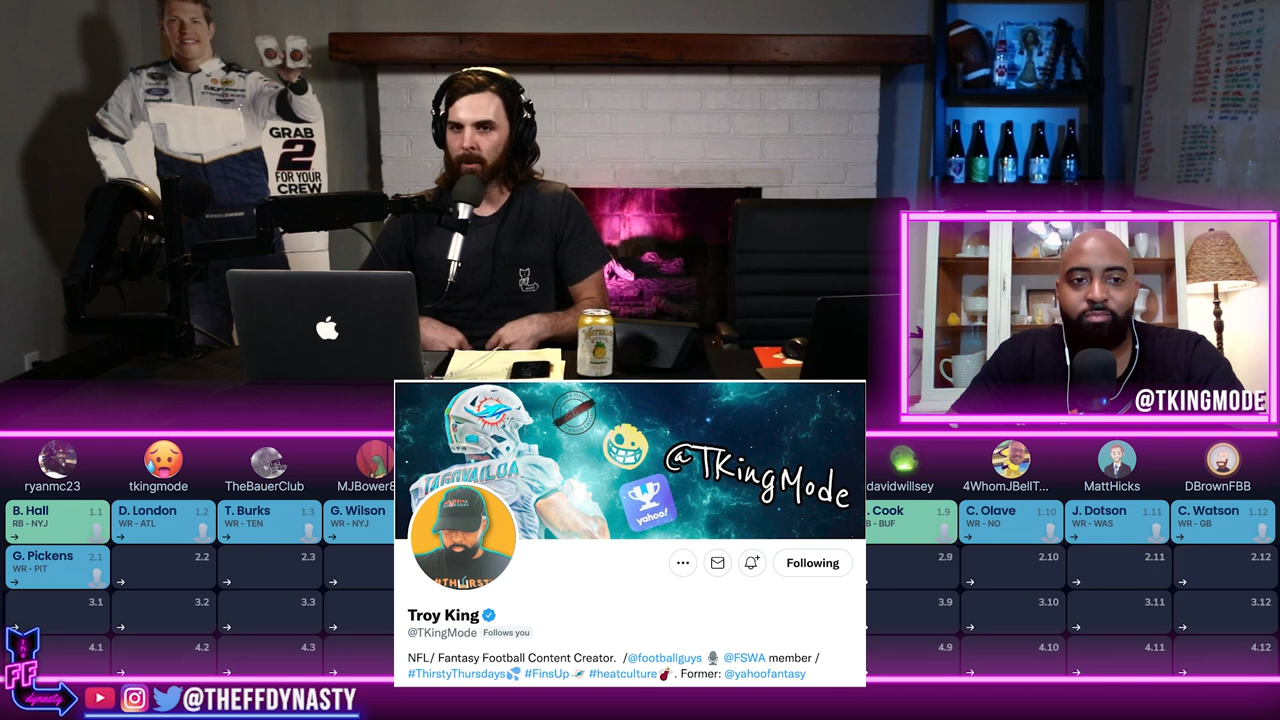 GRAB
2
FOR YOUR
CREW
@TKINGMODE
ryanmc23
tkingmode
TheBauerClub
MJBower8
davidwillsey
4WhomJBellT...
MattHicks
DBrownFBB
B. Hall 1.1
RB - NYJ
D. London 1.2
WR - ATL
T. Burks 1.3
WR - TEN
G. Wilson
WR - NYJ
. Cook 1.9
- BUF
C. Olave 1.10
WR - NO
J. Dotson 1.11
WR - WAS
C. Watson 1.12
WR - GB
G. Pickens 2.1
WR - PIT
2.2
2.3
2.9
2.10
2.11
2.12
3.1
3.2
3.3
3.9
3.10
3.11
3.12
4.1
4.2
4.3
4.9
4.10
4.11
4.12
TAGOVAILOA
yahoo!
@TKingMode
#THIRSTY
Following
Troy King
@TKingMode Follows you
NFL/ Fantasy Football Content Creator. /@footballguys 🎙️ @FSWA member /
#ThirstyThursdays💦 #FinsUp #heatculture . Former: @yahoofantasy
the
FF
dynasty
@THEFFDYNASTY